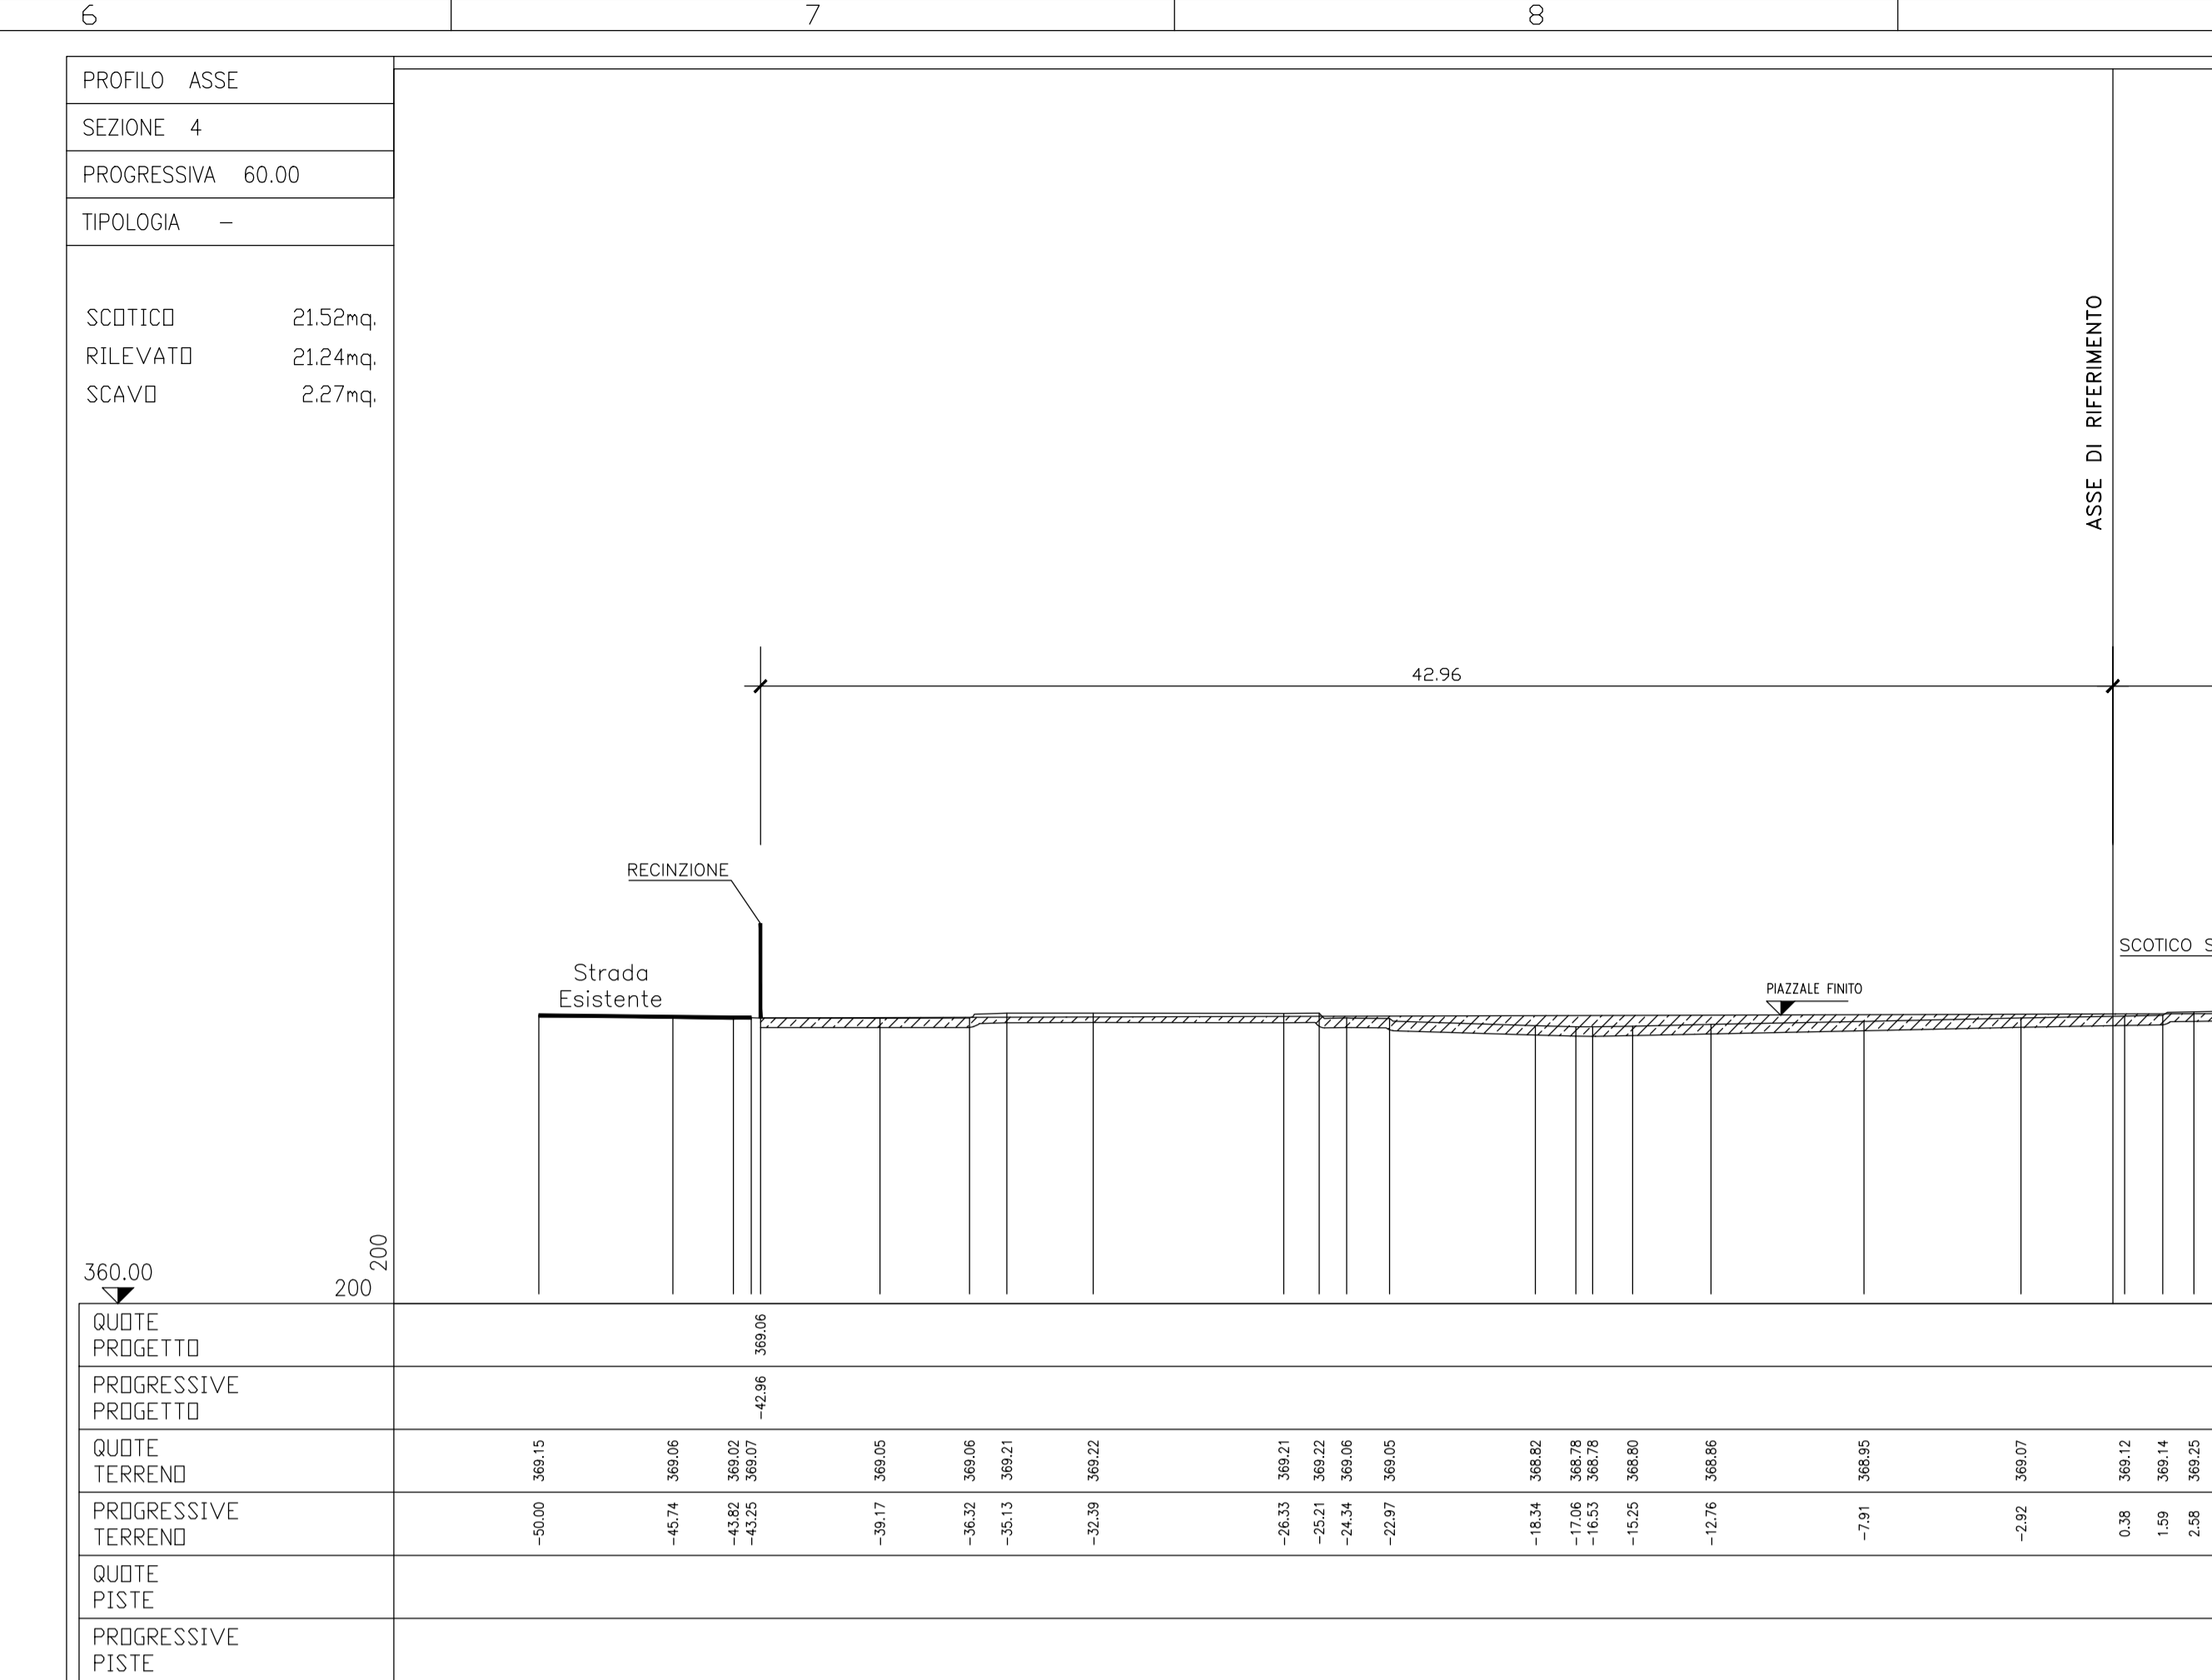 6 7 8
PROFILO ASSE
SEZIONE 4
PROGRESSIVA 60.00
TIPOLOGIA -
SCOTICO 21.52mq.
RILEVATO 21.24mq.
SCAVO 2.27mq.
ASSE DI RIFERIMENTO
42.96
RECINZIONE
Strada
Esistente
SCOTICO S
PIAZZALE FINITO
360.00
200
200
QUOTE
PROGETTO
369.06
PROGRESSIVE
PROGETTO
-42.96
QUOTE
TERRENO
369.15 369.06 369.02 369.07 369.05 369.06 369.21 369.22 369.21 369.22 369.06 369.05 368.82 368.78 368.78 368.80 368.86 368.95 369.07 369.12 369.14 369.25
PROGRESSIVE
TERRENO
-50.00 -45.74 -43.82 -43.25 -39.17 -36.32 -35.13 -32.39 -26.33 -25.21 -24.34 -22.97 -18.34 -17.06 -16.53 -15.25 -12.76 -7.91 -2.92 0.38 1.59 2.58
QUOTE
PISTE
PROGRESSIVE
PISTE